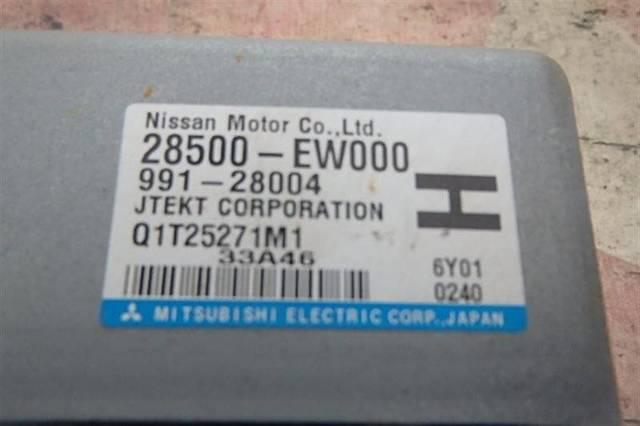 Nissan Motor Co.,Ltd.
28500-EW000
991-28004
JTEKT CORPORATION
H
Q1T25271M1
33A46
6Y01
0240
MITSUBISHI ELECTRIC CORP., JAPAN